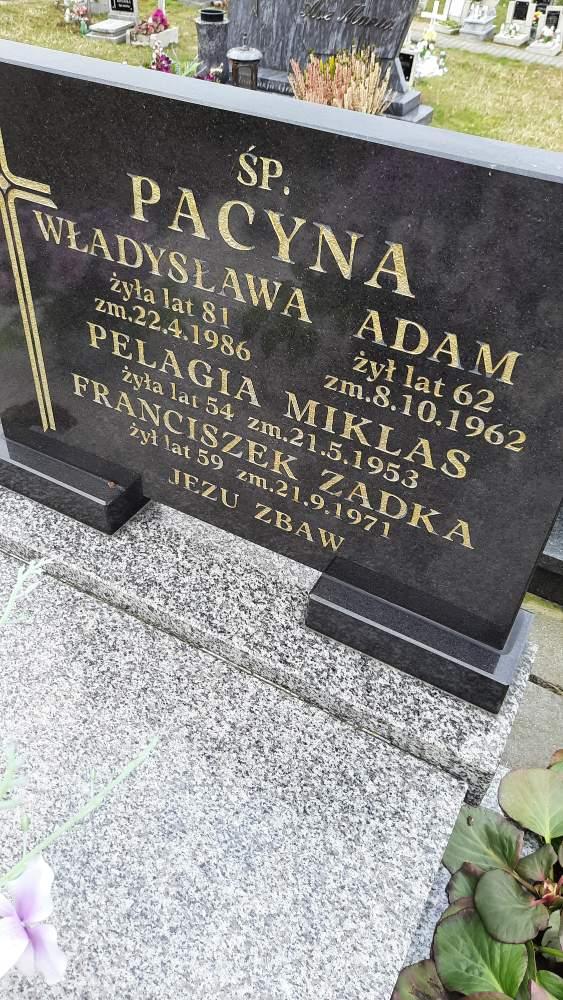 ŚP.
PACYNA
WŁADYSŁAWA ADAM
żyła lat 81 żył lat 62
zm.22.4.1986 zm.8.10.1962
PELAGIA MIKLAS
żyła lat 54 zm.21.5.1953
FRANCISZEK ZADKA
żył lat 59 zm.21.9.1971
JEZU ZBAW